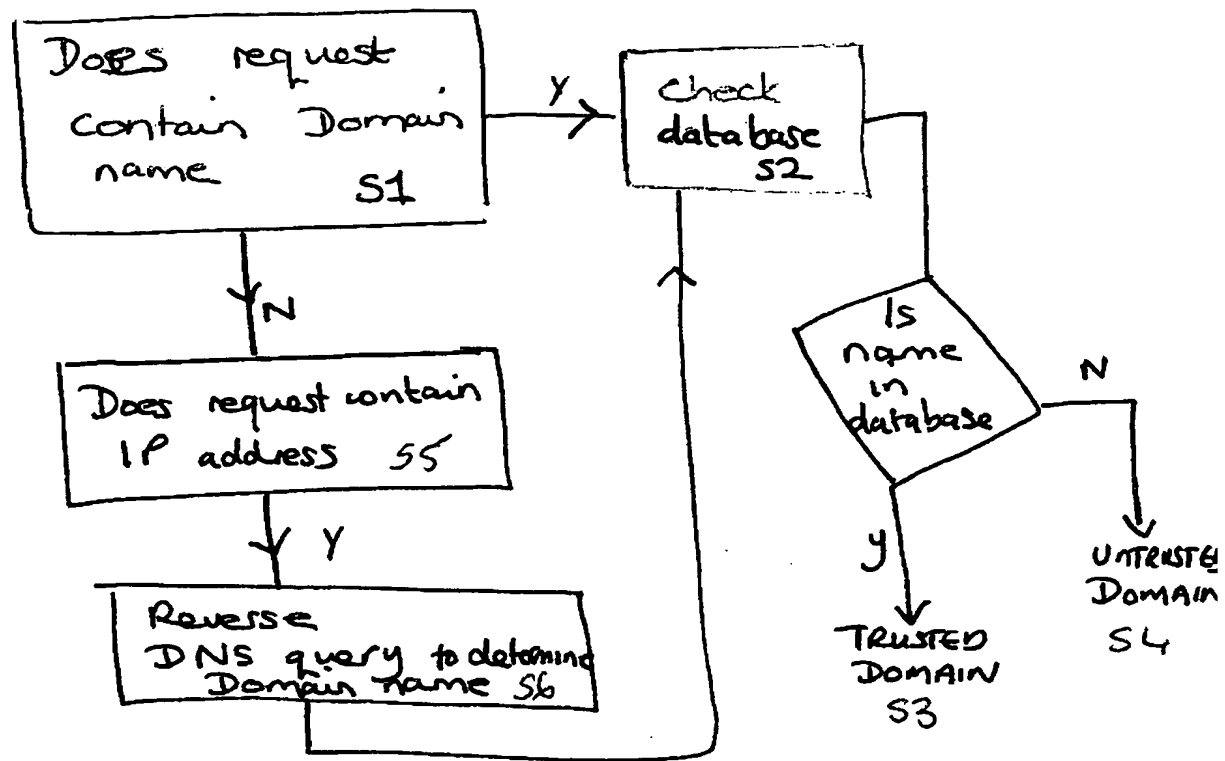 Does request
contain Domain
name S1
Y
Check
database
S2
N
Is
name
in
database
N
Does request contain
IP address S5
Y
Y
UNTRUSTED
DOMAIN
S4
TRUSTED
DOMAIN
S3
Reverse
DNS query to determine
Domain name S6